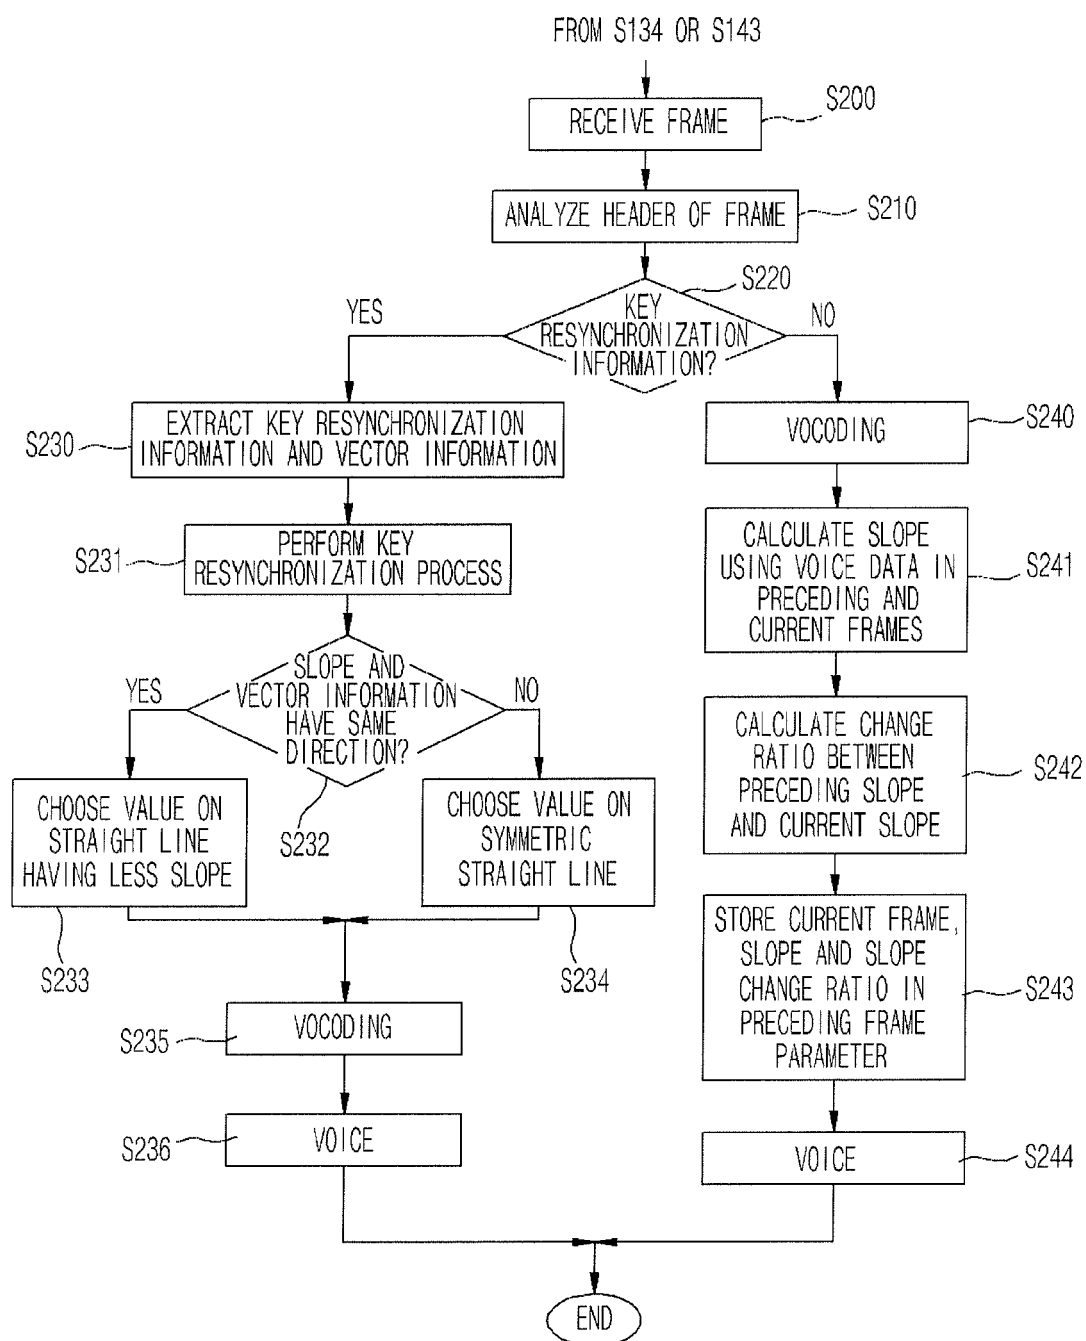 FROM S134 OR S143
S200
RECEIVE FRAME
ANALYZE HEADER OF FRAME
S210
S220
YES
KEY
RESYNCHRONIZATION
INFORMATION?
NO
S230
EXTRACT KEY RESYNCHRONIZATION
INFORMATION AND VECTOR INFORMATION
VOCODING
S240
S231
PERFORM KEY
RESYNCHRONIZATION PROCESS
CALCULATE SLOPE
USING VOICE DATA IN
PRECEDING AND
CURRENT FRAMES
S241
YES
SLOPE AND
VECTOR INFORMATION
HAVE SAME
DIRECTION?
NO
S232
CALCULATE CHANGE
RATIO BETWEEN
PRECEDING SLOPE
AND CURRENT SLOPE
S242
CHOOSE VALUE ON
STRAIGHT LINE
HAVING LESS SLOPE
S233
CHOOSE VALUE ON
SYMMETRIC
STRAIGHT LINE
S234
STORE CURRENT FRAME,
SLOPE AND SLOPE
CHANGE RATIO IN
PRECEDING FRAME
PARAMETER
S243
S235
VOCODING
S236
VOICE
VOICE
S244
END